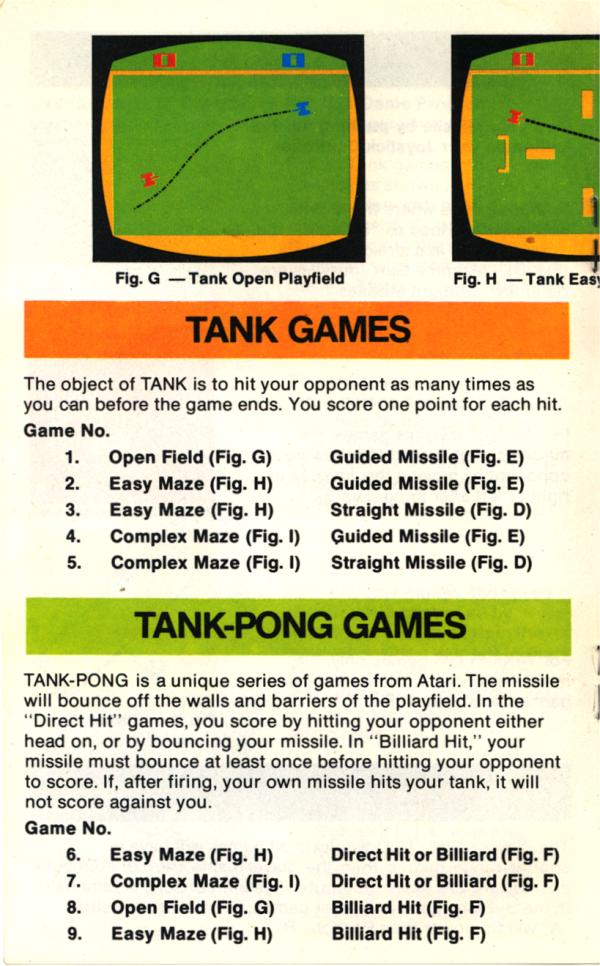 Fig. G — Tank Open Playfield
Fig. H — Tank Easy
TANK GAMES
The object of TANK is to hit your opponent as many times as
you can before the game ends. You score one point for each hit.
Game No.
1. Open Field (Fig. G) Guided Missile (Fig. E)
2. Easy Maze (Fig. H) Guided Missile (Fig. E)
3. Easy Maze (Fig. H) Straight Missile (Fig. D)
4. Complex Maze (Fig. I) Guided Missile (Fig. E)
5. Complex Maze (Fig. I) Straight Missile (Fig. D)
TANK-PONG GAMES
TANK-PONG is a unique series of games from Atari. The missile
will bounce off the walls and barriers of the playfield. In the
"Direct Hit" games, you score by hitting your opponent either
head on, or by bouncing your missile. In "Billiard Hit," your
missile must bounce at least once before hitting your opponent
to score. If, after firing, your own missile hits your tank, it will
not score against you.
Game No.
6. Easy Maze (Fig. H) Direct Hit or Billiard (Fig. F)
7. Complex Maze (Fig. I) Direct Hit or Billiard (Fig. F)
8. Open Field (Fig. G) Billiard Hit (Fig. F)
9. Easy Maze (Fig. H) Billiard Hit (Fig. F)